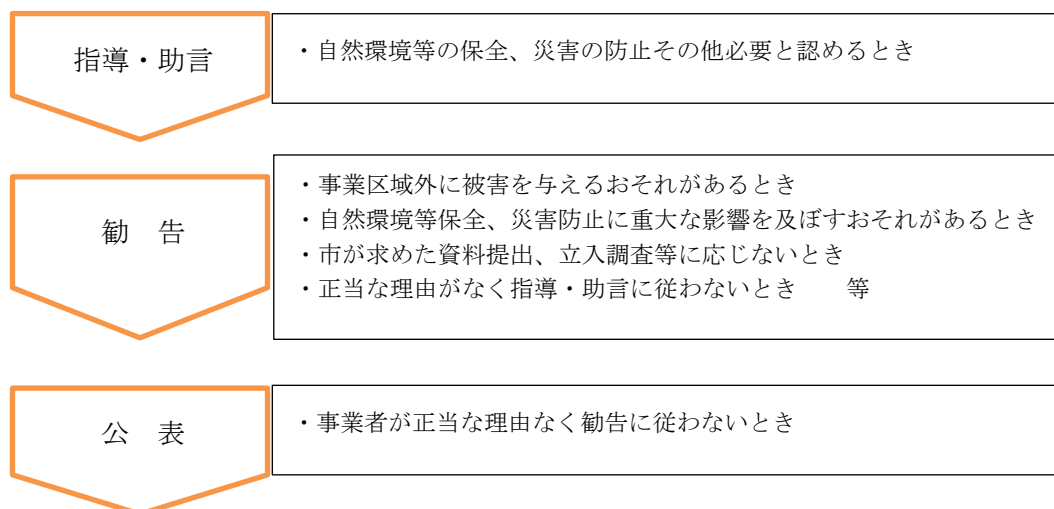 指導・助言
・自然環境等の保全、災害の防止その他必要と認めるとき
勧　告
・事業区域外に被害を与えるおそれがあるとき
・自然環境等保全、災害防止に重大な影響を及ぼすおそれがあるとき
・市が求めた資料提出、立入調査等に応じないとき
・正当な理由がなく指導・助言に従わないとき　　等
公　表
・事業者が正当な理由なく勧告に従わないとき